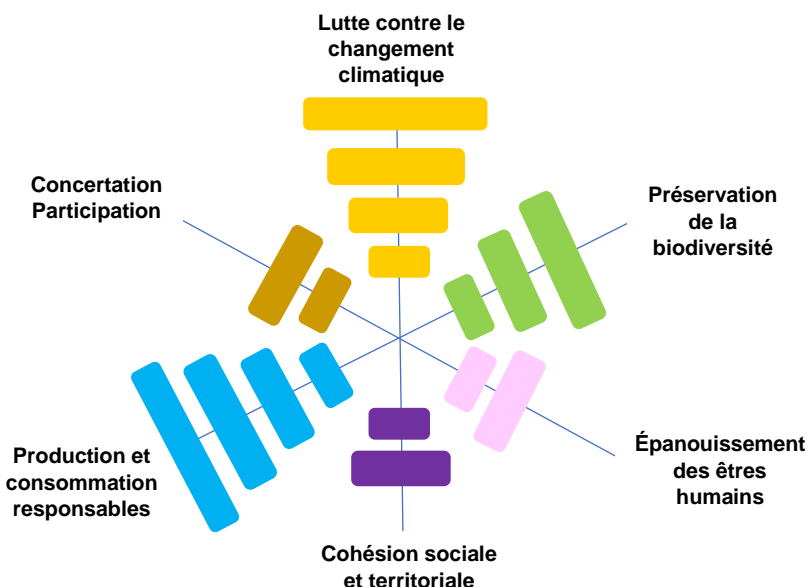 Lutte contre le
changement
climatique
Concertation
Participation
Préservation
de la
biodiversité
Production et
consommation
responsables
Épanouissement
des êtres
humains
Cohésion sociale
et territoriale